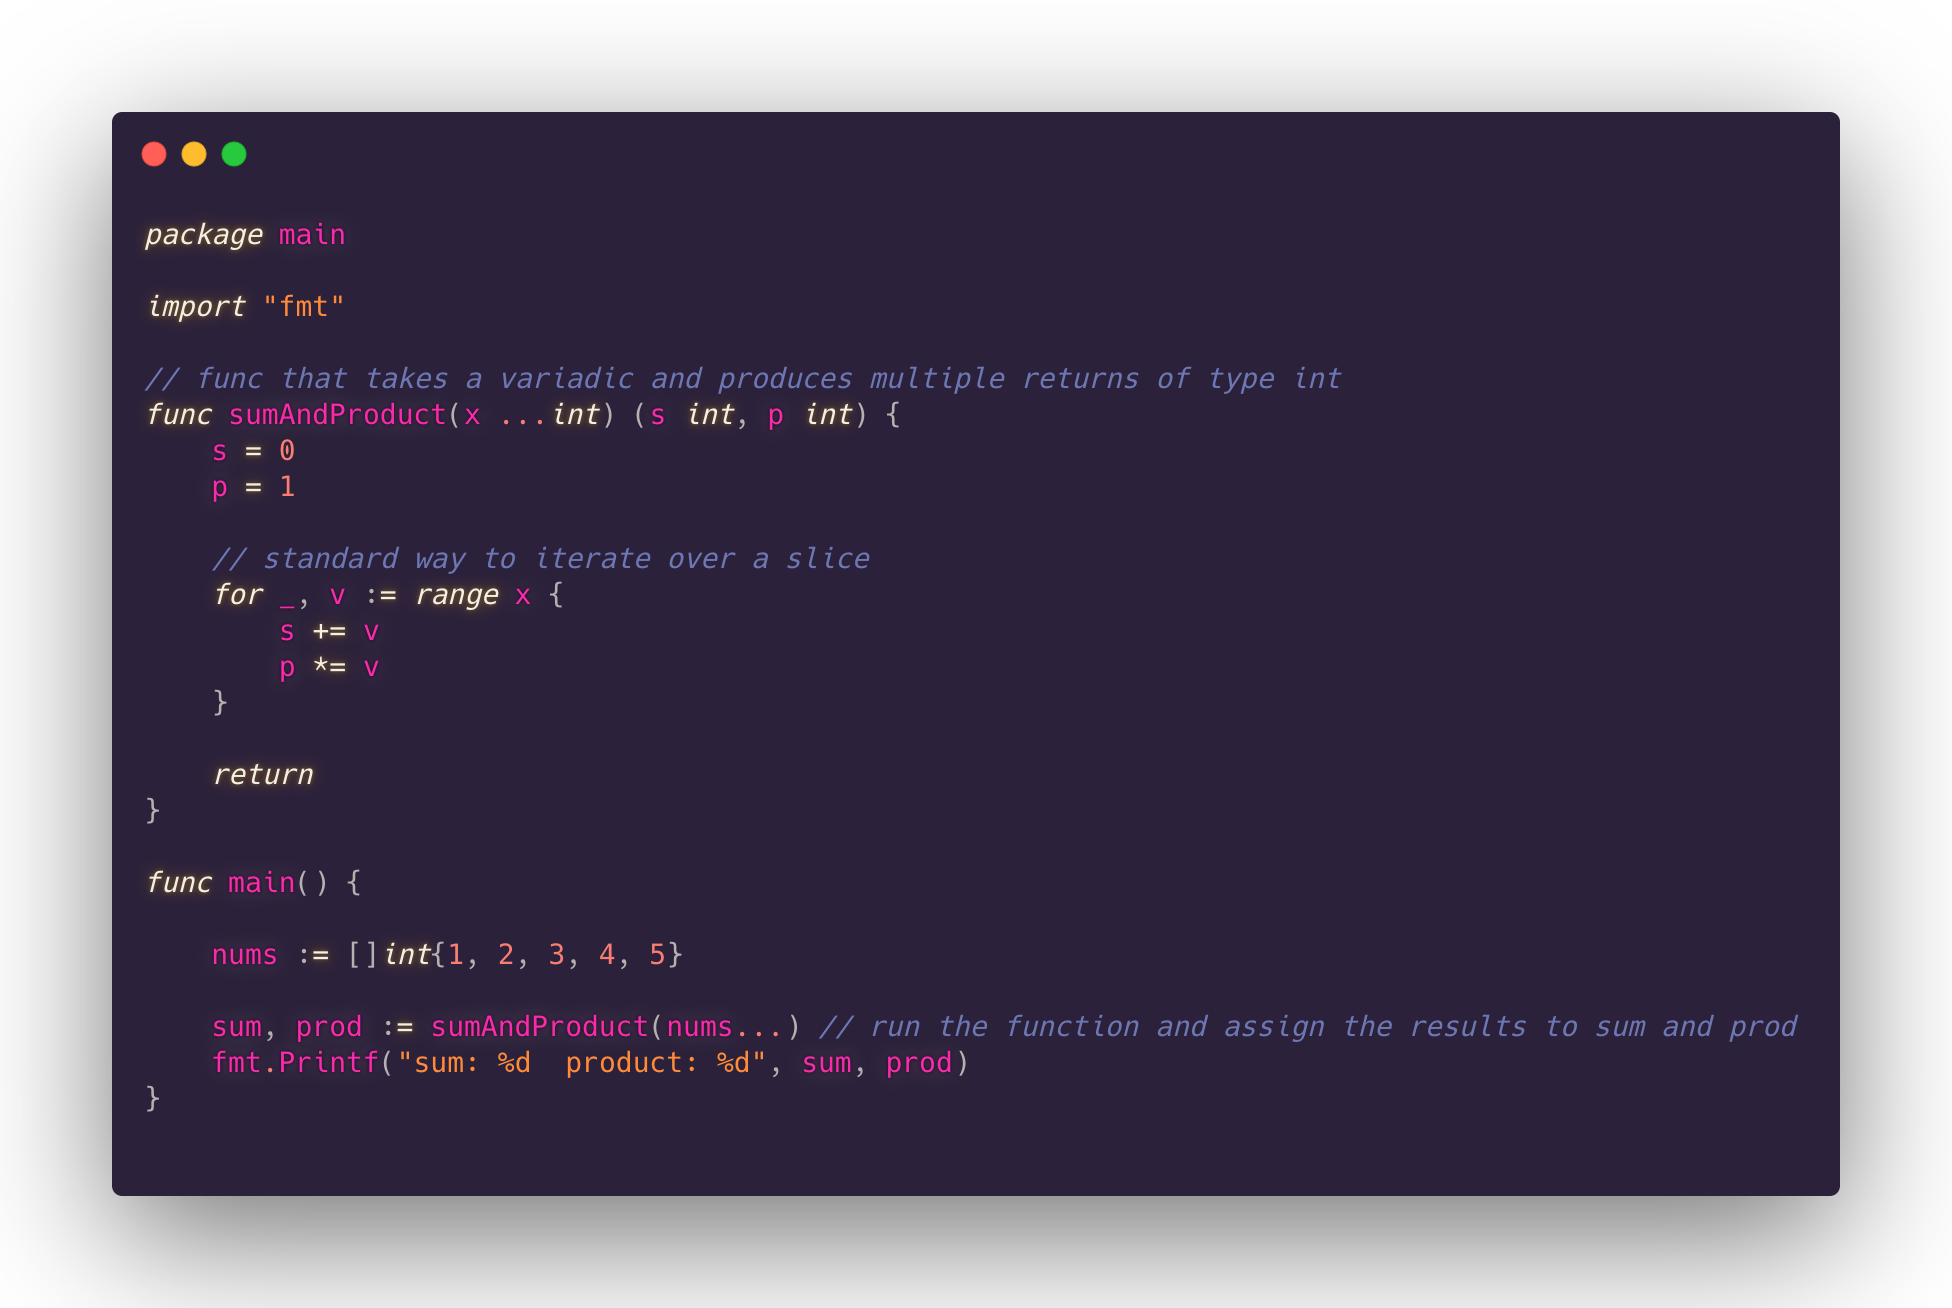 package main

import "fmt"

// func that takes a variadic and produces multiple returns of type int
func sumAndProduct(x ...int) (s int, p int) {
    s = 0
    p = 1

    // standard way to iterate over a slice
    for _, v := range x {
        s += v
        p *= v
    }

    return
}

func main() {

    nums := []int{1, 2, 3, 4, 5}

    sum, prod := sumAndProduct(nums...) // run the function and assign the results to sum and prod
    fmt.Printf("sum: %d  product: %d", sum, prod)
}